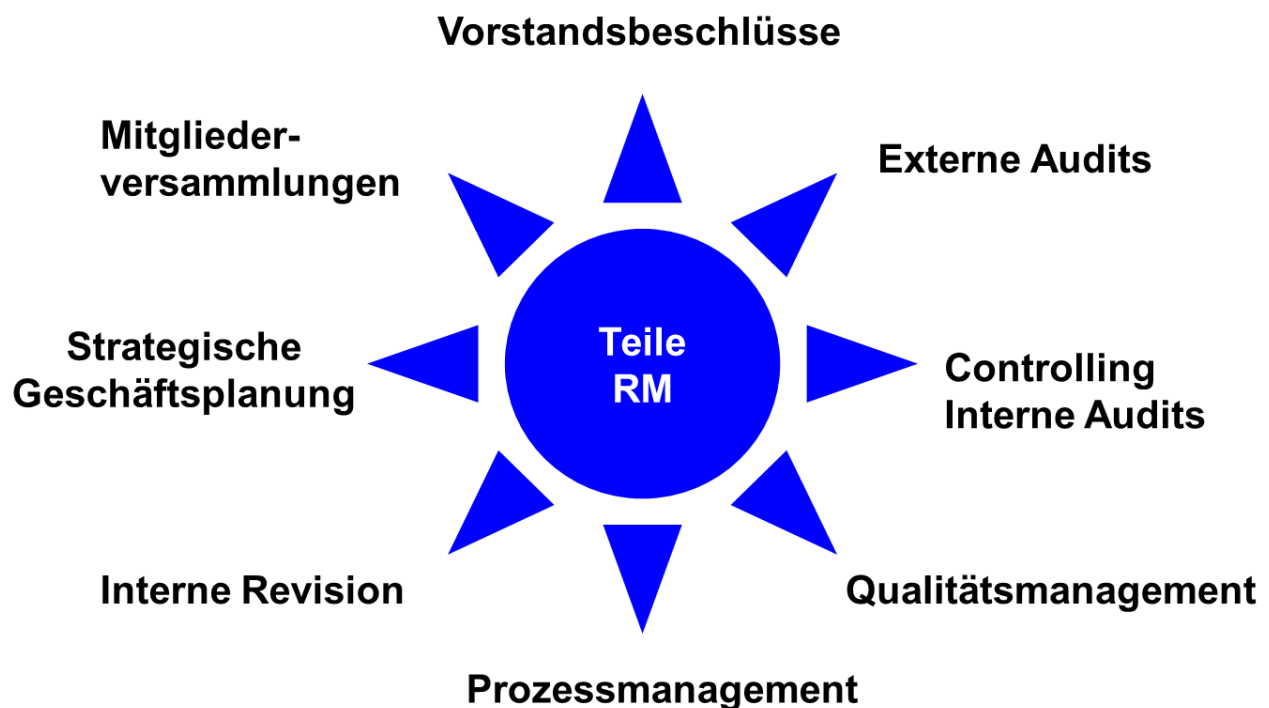 Vorstandsbeschlüsse
Mitglieder-
versammlungen
Externe Audits
Strategische
Geschäftsplanung
Teile
RM
Controlling
Interne Audits
Interne Revision
Qualitätsmanagement
Prozessmanagement